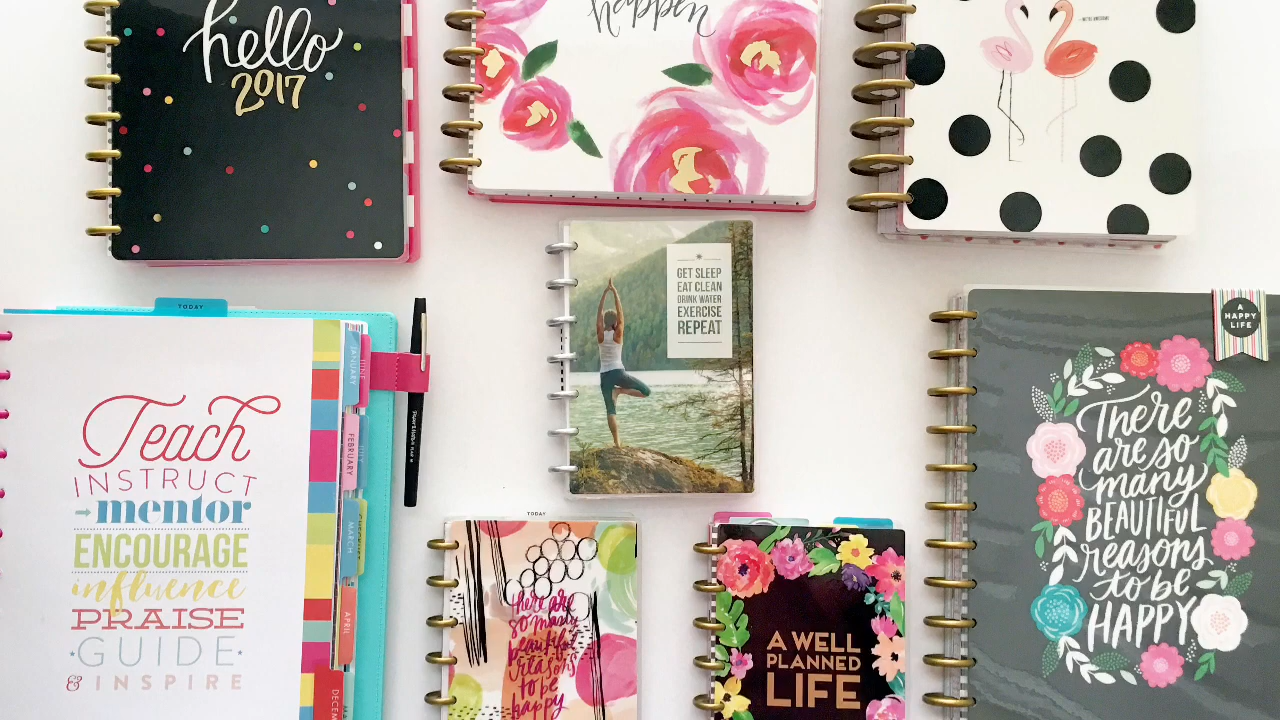 hello
2017
happen
GET SLEEP
EAT CLEAN
DRINK WATER
EXERCISE
REPEAT
TODAY
JANUARY
FEBRUARY
MARCH
APRIL
DECEM
Teach
INSTRUCT
mentor
ENCOURAGE
influence
PRAISE
GUIDE
& INSPIRE
A
HAPPY
LIFE
There
are so
many
BEAUTIFUL
reasons
to be
HAPPY
TODAY
there are
so many
beautiful
reasons
to be
happy
A WELL
PLANNED
LIFE